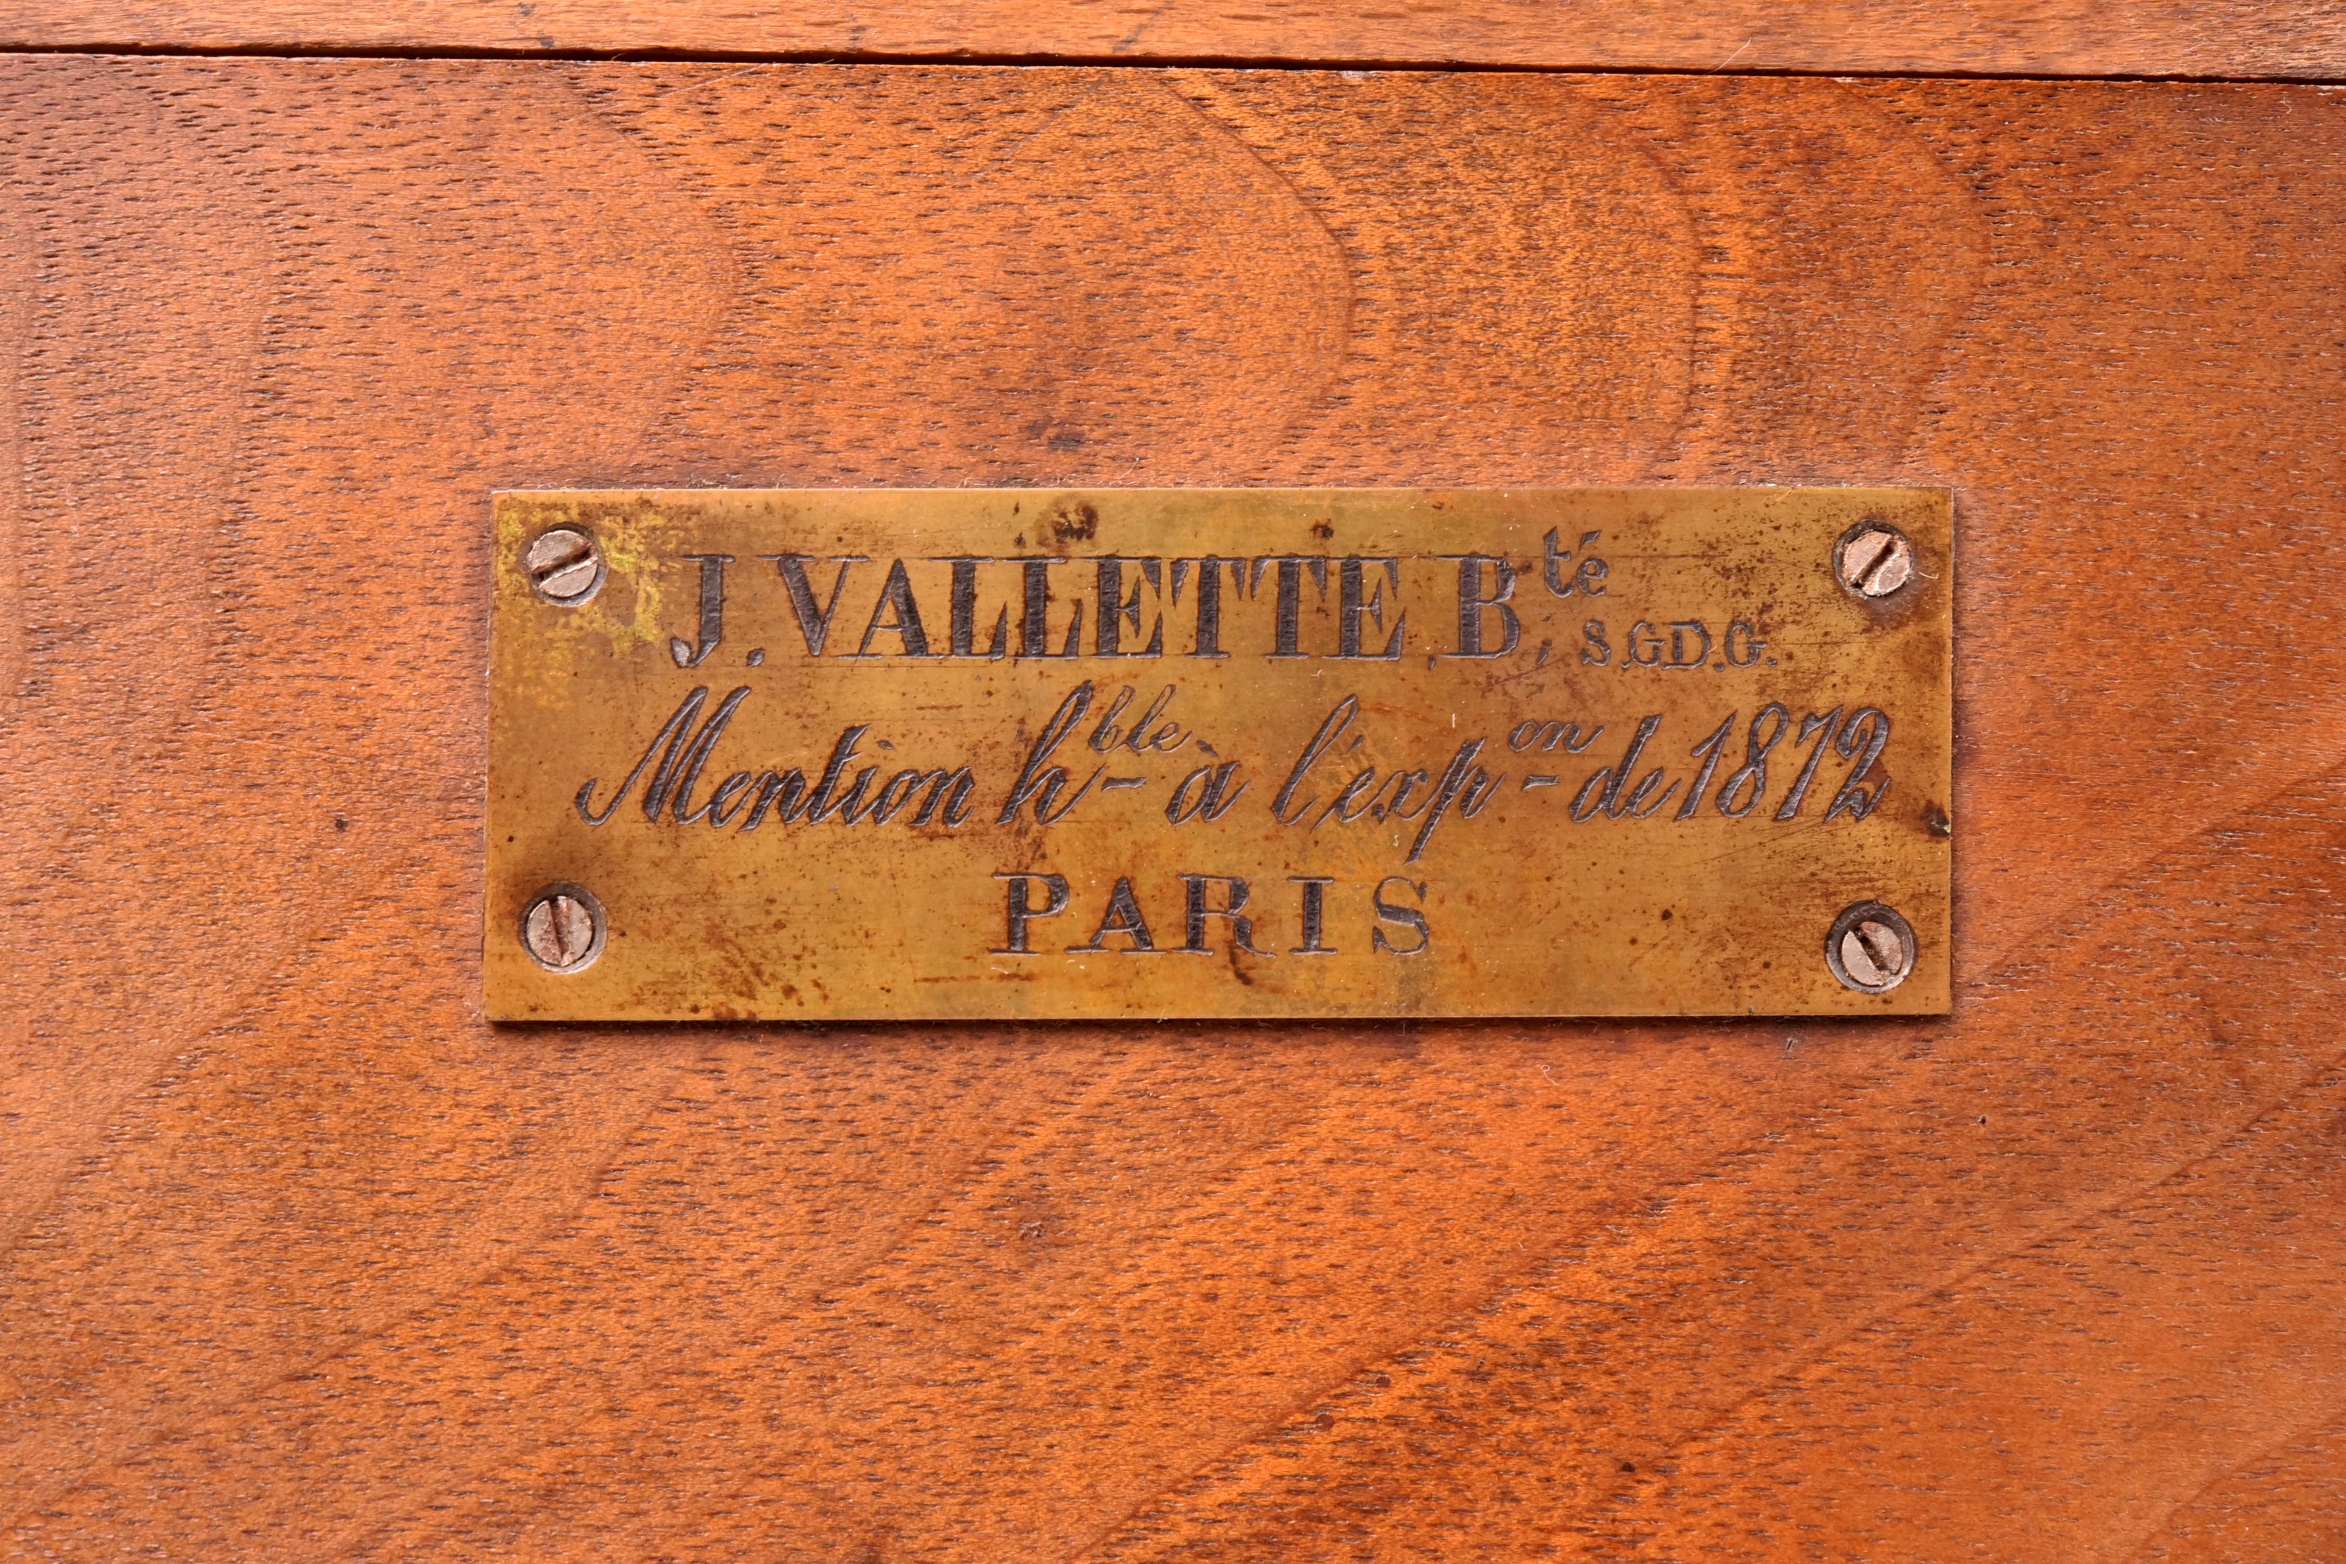 J. VALLETTE, Bté, S.G.D.G.
Mention hble à l'expon de 1872
PARIS